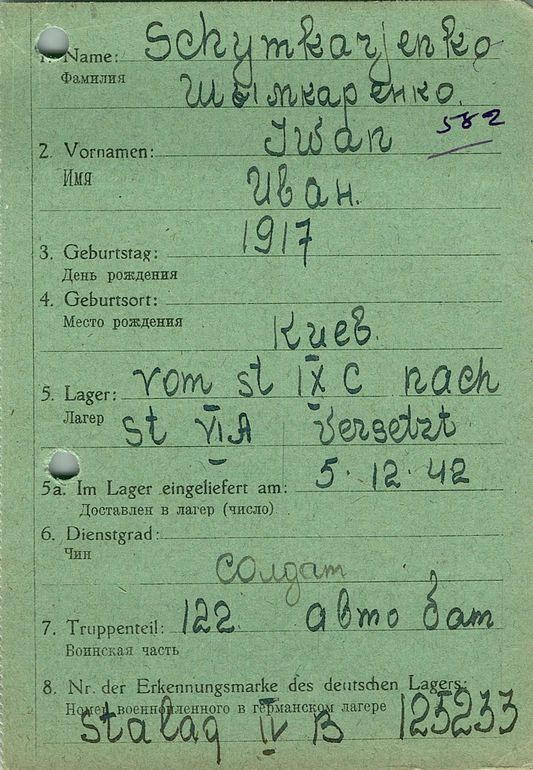 1. Name: Schymkarjenko
Фамилия Шымкаренко.
582
2. Vornamen: Iwan
Имя Иван.
3. Geburtstag: 1917
День рождения
4. Geburtsort:
Место рождения Киев.
5. Lager: vom st IX C nach
Лагер st VI A versetzt
5a. Im Lager eingeliefert am: 5.12.42
Доставлен в лагер (число)
6. Dienstgrad:
Чин солдат
7. Truppenteil: 122 авто бат
Воинская часть
8. Nr. der Erkennungsmarke des deutschen Lagers:
Номер военнопленного в германском лагере
stalag IV B 125233